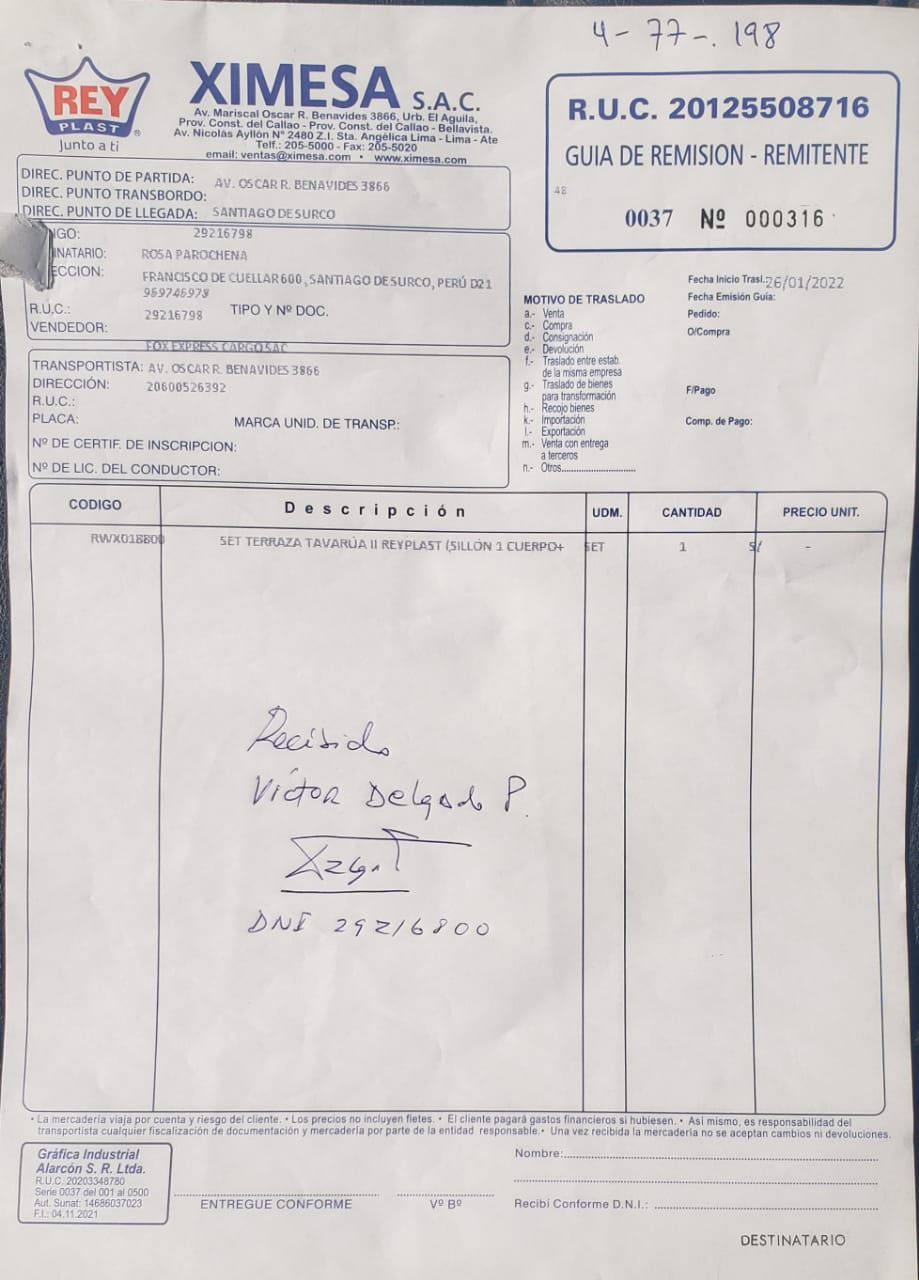 4-77-. 198
REY
PLAST
®
Junto a ti
XIMESA S.A.C.
Av. Mariscal Oscar R. Benavides 3866, Urb. El Aguila,
Prov. Const. del Callao - Prov. Const. del Callao - Bellavista.
Av. Nicolás Ayllón Nº 2480 Z.I. Sta. Angélica Lima - Lima - Ate
Telf.: 205-5000 - Fax: 205-5020
email: ventas@ximesa.com • www.ximesa.com
R.U.C. 20125508716
GUIA DE REMISION - REMITENTE
48
0037 Nº 000316
DIREC. PUNTO DE PARTIDA: AV. OSCAR R. BENAVIDES 3866
DIREC. PUNTO TRANSBORDO:
DIREC. PUNTO DE LLEGADA: SANTIAGO DE SURCO
IGO: 29216798
INATARIO: ROSA PAROCHENA
ECCION: FRANCISCO DE CUELLAR 600, SANTIAGO DE SURCO, PERÚ D21
959746978
R.U.C.: 29216798 TIPO Y Nº DOC.
VENDEDOR:
FOX EXPRESS CARGO SAC
TRANSPORTISTA: AV. OSCAR R. BENAVIDES 3866
DIRECCIÓN: 20600526392
R.U.C.:
PLACA: MARCA UNID. DE TRANSP.:
Nº DE CERTIF. DE INSCRIPCION:
Nº DE LIC. DEL CONDUCTOR:
MOTIVO DE TRASLADO
a.- Venta
c.- Compra
d.- Consignación
e.- Devolución
f.- Traslado entre estab.
de la misma empresa
g.- Traslado de bienes
para transformación
h.- Recojo bienes
k.- Importación
l.- Exportación
m.- Venta con entrega
a terceros
n.- Otros..........................
Fecha Inicio Trasl. 26/01/2022
Fecha Emisión Guia:
Pedido:
O/Compra
F/Pago
Comp. de Pago:
CODIGO Descripción UDM. CANTIDAD PRECIO UNIT.
RWX018800 SET TERRAZA TAVARÚA II REYPLAST (SILLÓN 1 CUERPO+ SET 1 S/ -
Recibido
Víctor Delgado P.
DNI 29216800
• La mercadería viaja por cuenta y riesgo del cliente. • Los precios no incluyen fletes. • El cliente pagará gastos financieros si hubiesen. • Asi mismo, es responsabilidad del
transportista cualquier fiscalización de documentación y mercadería por parte de la entidad responsable. • Una vez recibida la mercadería no se aceptan cambios ni devoluciones.
Gráfica Industrial
Alarcón S. R. Ltda.
R.U.C. 20203348780
Serie 0037 del 001 al 0500
Aut. Sunat: 14686037023
F.I.: 04.11.2021
ENTREGUE CONFORME
Vº Bº
Nombre:
Recibí Conforme D.N.I.:
DESTINATARIO